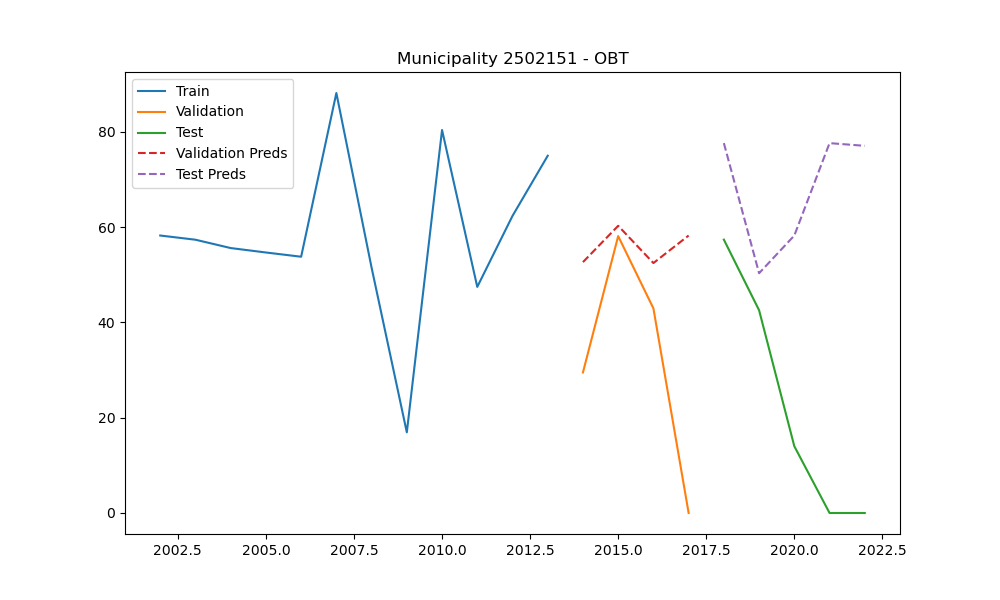 Municipality 2502151 - OBT
Train
Validation
Test
Validation Preds
Test Preds
80
60
40
20
0
2002.5 2005.0 2007.5 2010.0 2012.5 2015.0 2017.5 2020.0 2022.5